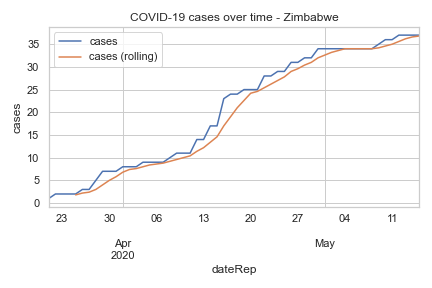 COVID-19 cases over time - Zimbabwe
cases
cases (rolling)
cases
35
30
25
20
15
10
5
0
23 30 06 13 20 27 04 11
Apr May
2020
dateRep